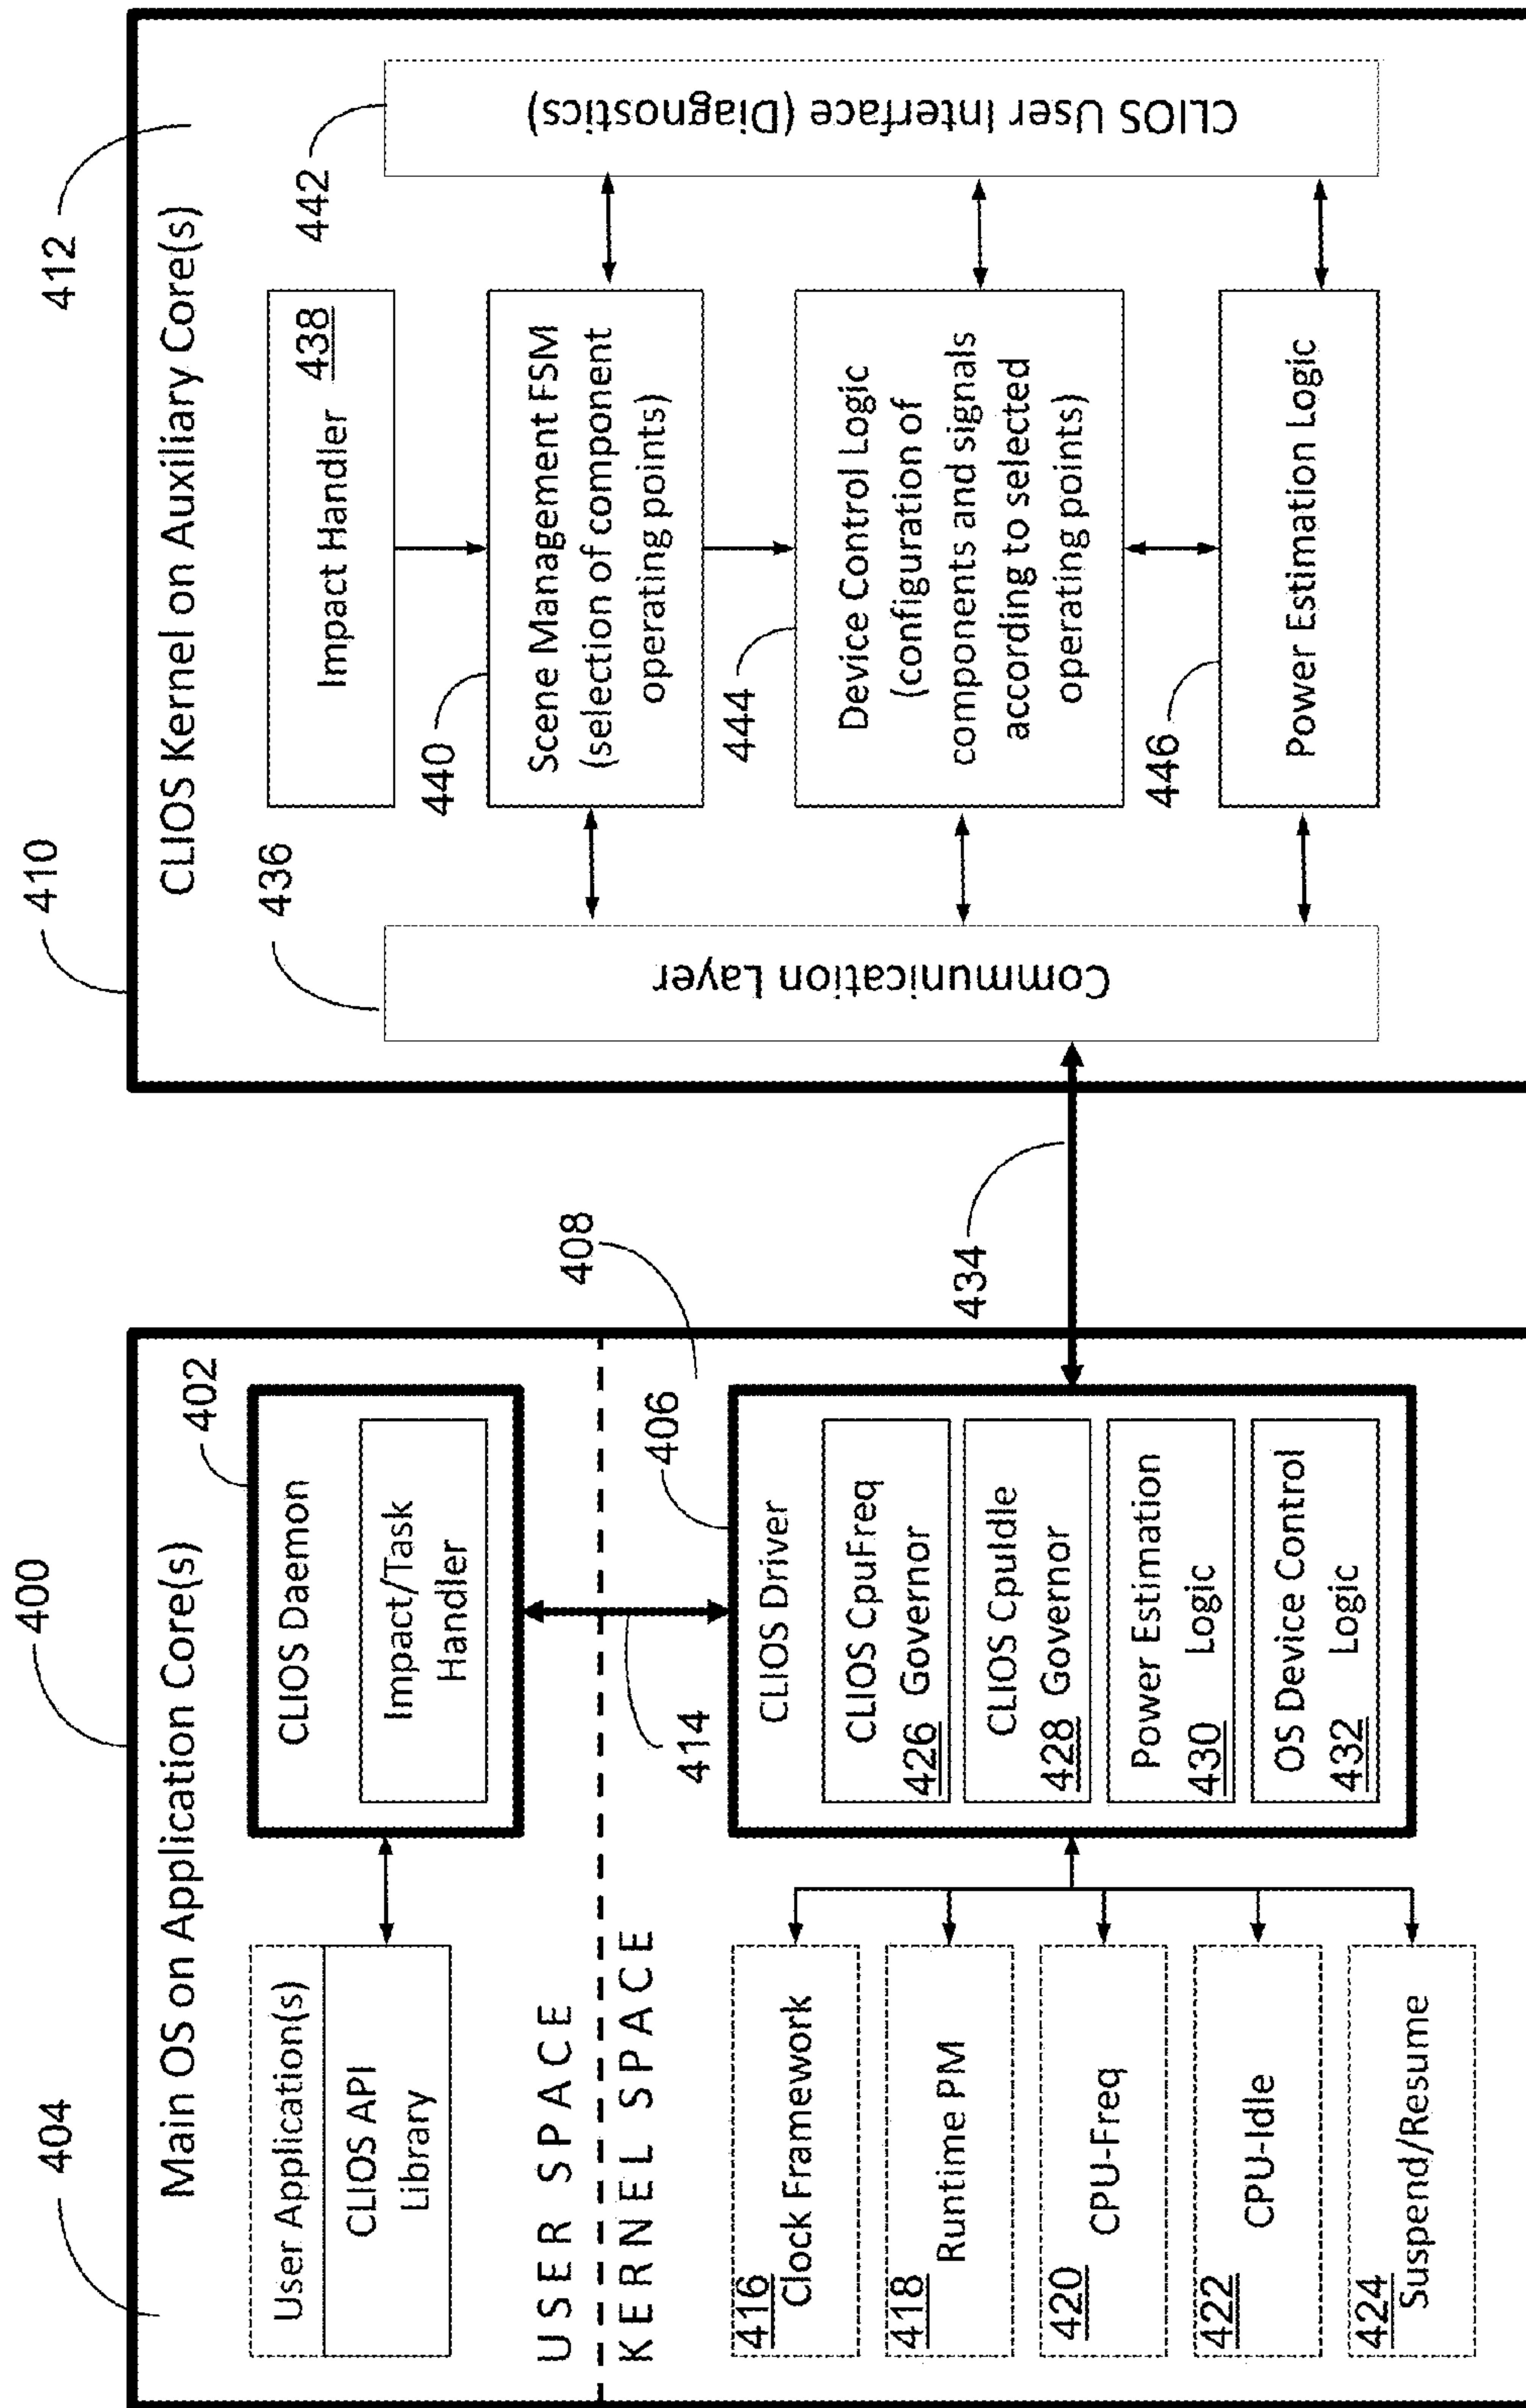 404
400
Main OS on Application Core(s)
User Application(s)
CLIOS API
Library
CLIOS Daemon
402
Impact/Task
Handler
USER SPACE
KERNEL SPACE
414
408
406
416
Clock Framework
418
Runtime PM
420
CPU-Freq
422
CPU-Idle
424
Suspend/Resume
CLIOS Driver
CLIOS CpuFreq
426 Governor
CLIOS CpuIdle
428 Governor
Power Estimation
430 Logic
OS Device Control
432 Logic
434
410
412
CLIOS Kernel on Auxiliary Core(s)
436
Communication Layer
Impact Handler 438
440
Scene Management FSM
(selection of component
operating points)
444
Device Control Logic
(configuration of
components and signals
according to selected
operating points)
446
Power Estimation Logic
442
CLIOS User Interface (Diagnostics)